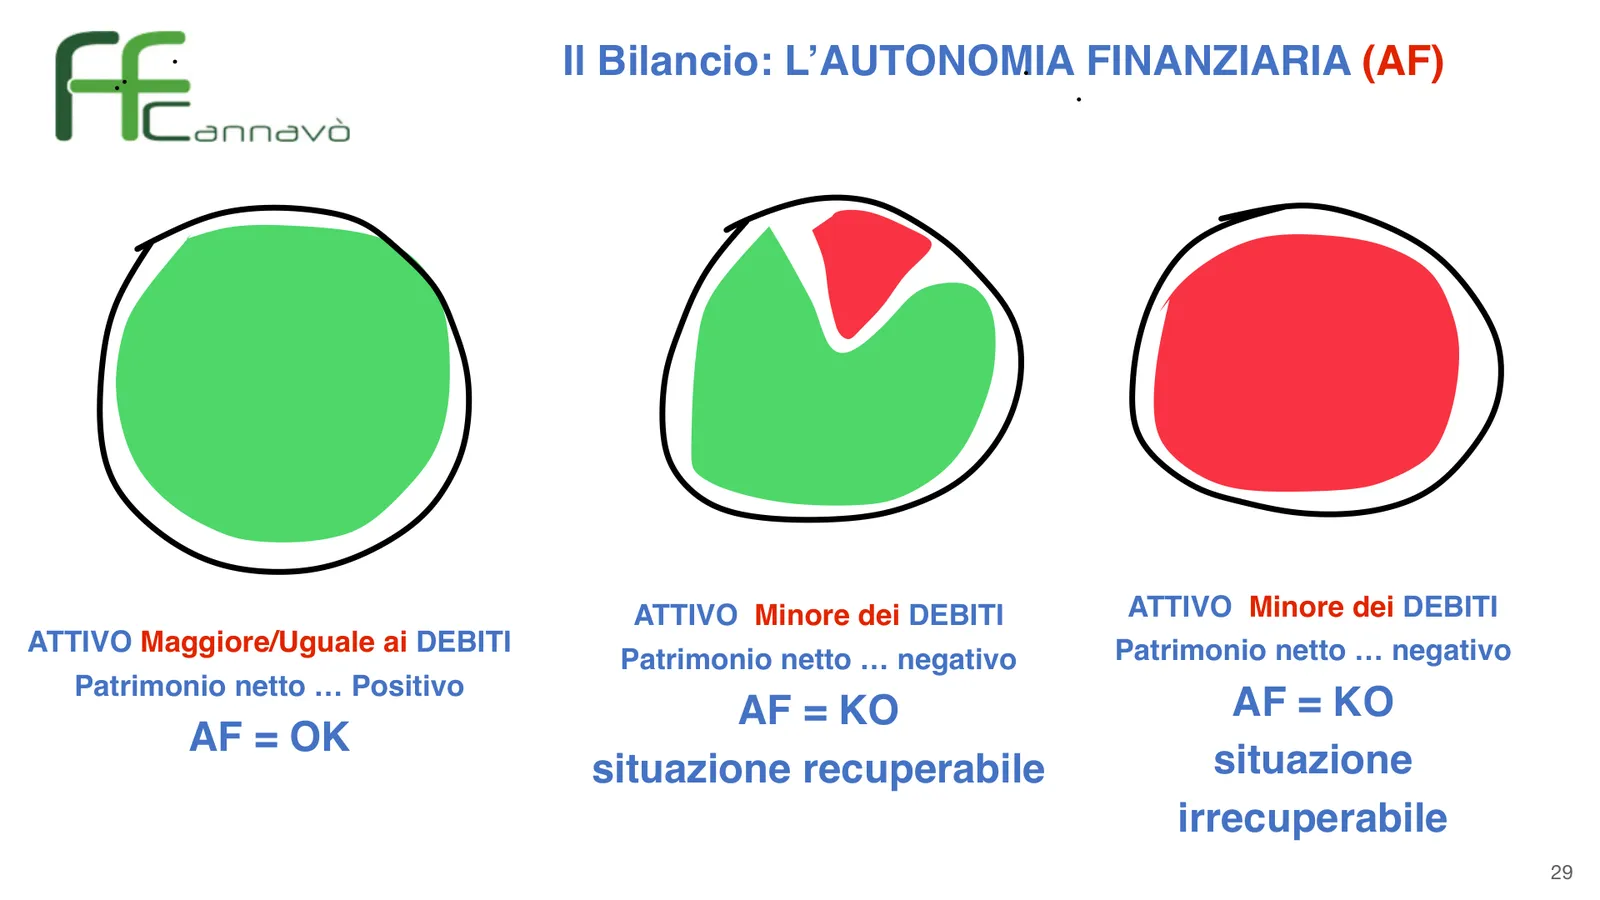 FFCannavò
Il Bilancio: L’AUTONOMIA FINANZIARIA (AF)
ATTIVO Maggiore/Uguale ai DEBITI
Patrimonio netto … Positivo
AF = OK
ATTIVO Minore dei DEBITI
Patrimonio netto … negativo
AF = KO
situazione recuperabile
ATTIVO Minore dei DEBITI
Patrimonio netto … negativo
AF = KO
situazione
irrecuperabile
29